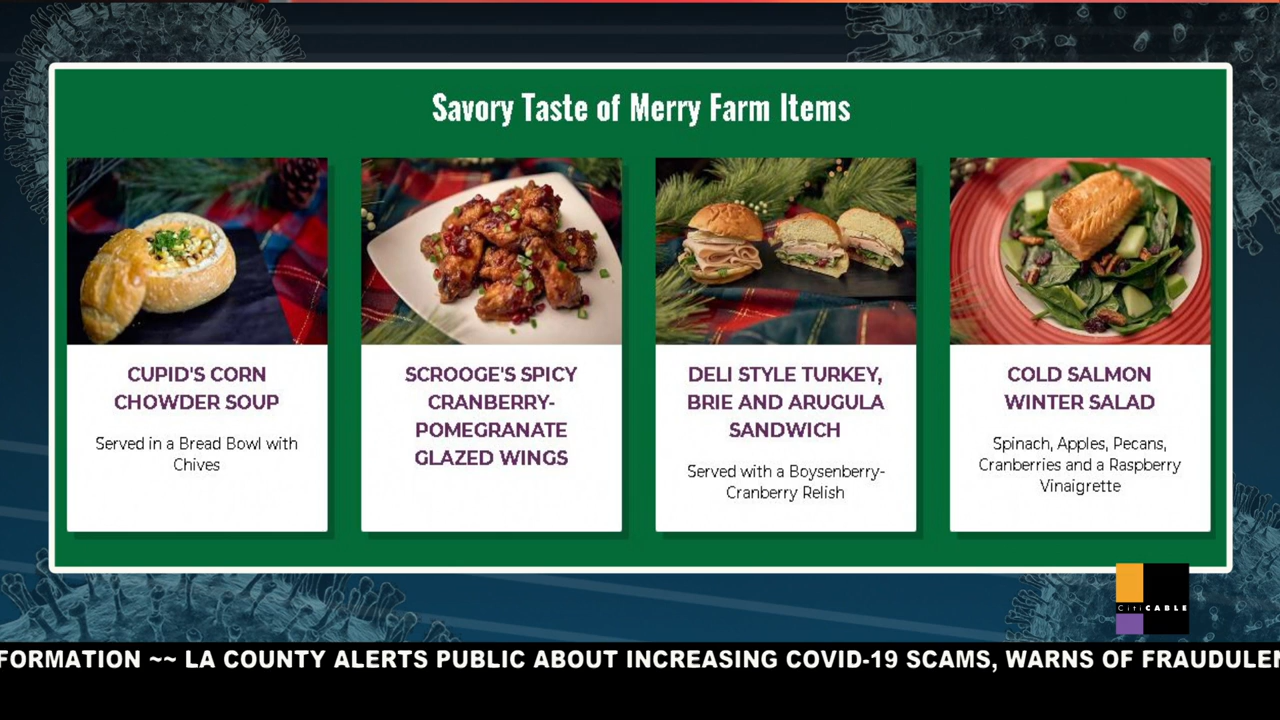 Savory Taste of Merry Farm Items
CUPID'S CORN
CHOWDER SOUP
Served in a Bread Bowl with
Chives
SCROOGE'S SPICY
CRANBERRY-
POMEGRANATE
GLAZED WINGS
DELI STYLE TURKEY,
BRIE AND ARUGULA
SANDWICH
Served with a Boysenberry-
Cranberry Relish
COLD SALMON
WINTER SALAD
Spinach, Apples, Pecans,
Cranberries and a Raspberry
Vinaigrette
CitiCABLE
FORMATION ~~ LA COUNTY ALERTS PUBLIC ABOUT INCREASING COVID-19 SCAMS, WARNS OF FRAUDULEN